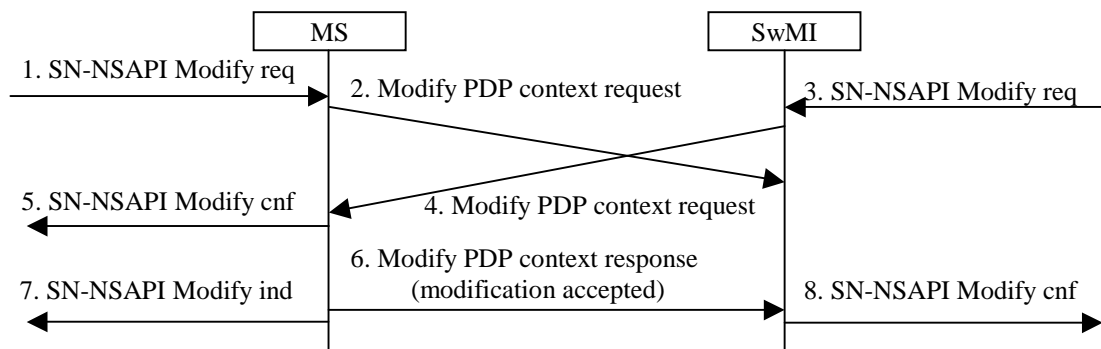 MS
SwMI
1. SN-NSAPI Modify req
2. Modify PDP context request
3. SN-NSAPI Modify req
5. SN-NSAPI Modify cnf
4. Modify PDP context request
6. Modify PDP context response
(modification accepted)
7. SN-NSAPI Modify ind
8. SN-NSAPI Modify cnf